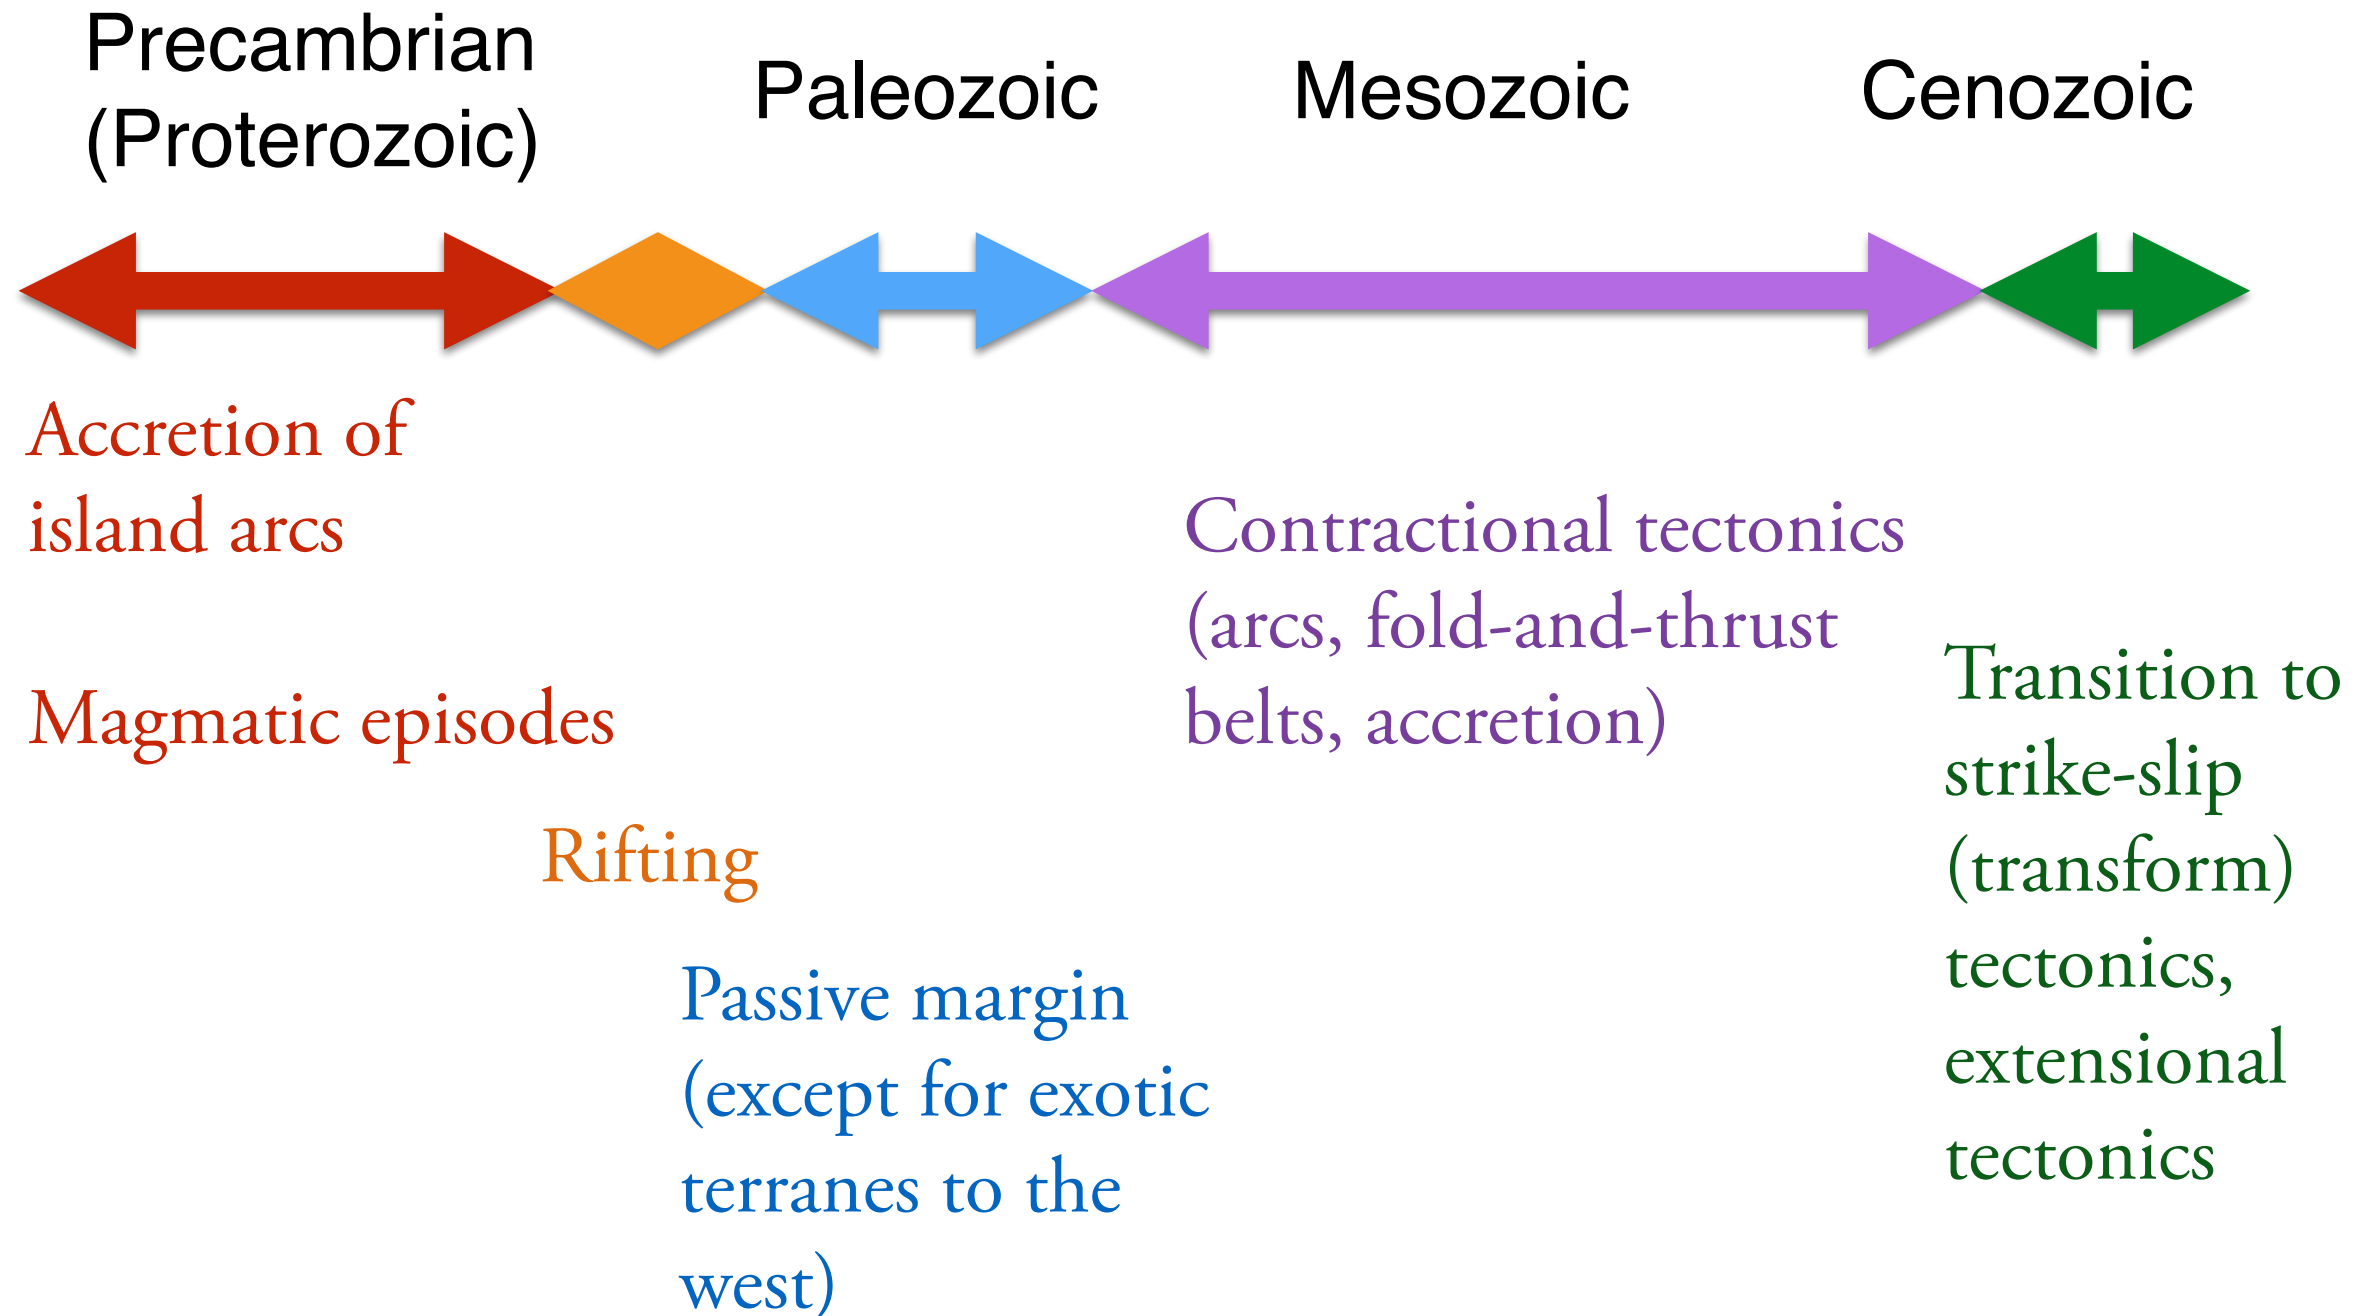 Precambrian
(Proterozoic)
Paleozoic
Mesozoic
Cenozoic
Accretion of
island arcs
Magmatic episodes
Rifting
Passive margin
(except for exotic
terranes to the
west)
Contractional tectonics
(arcs, fold-and-thrust
belts, accretion)
Transition to
strike-slip
(transform)
tectonics,
extensional
tectonics